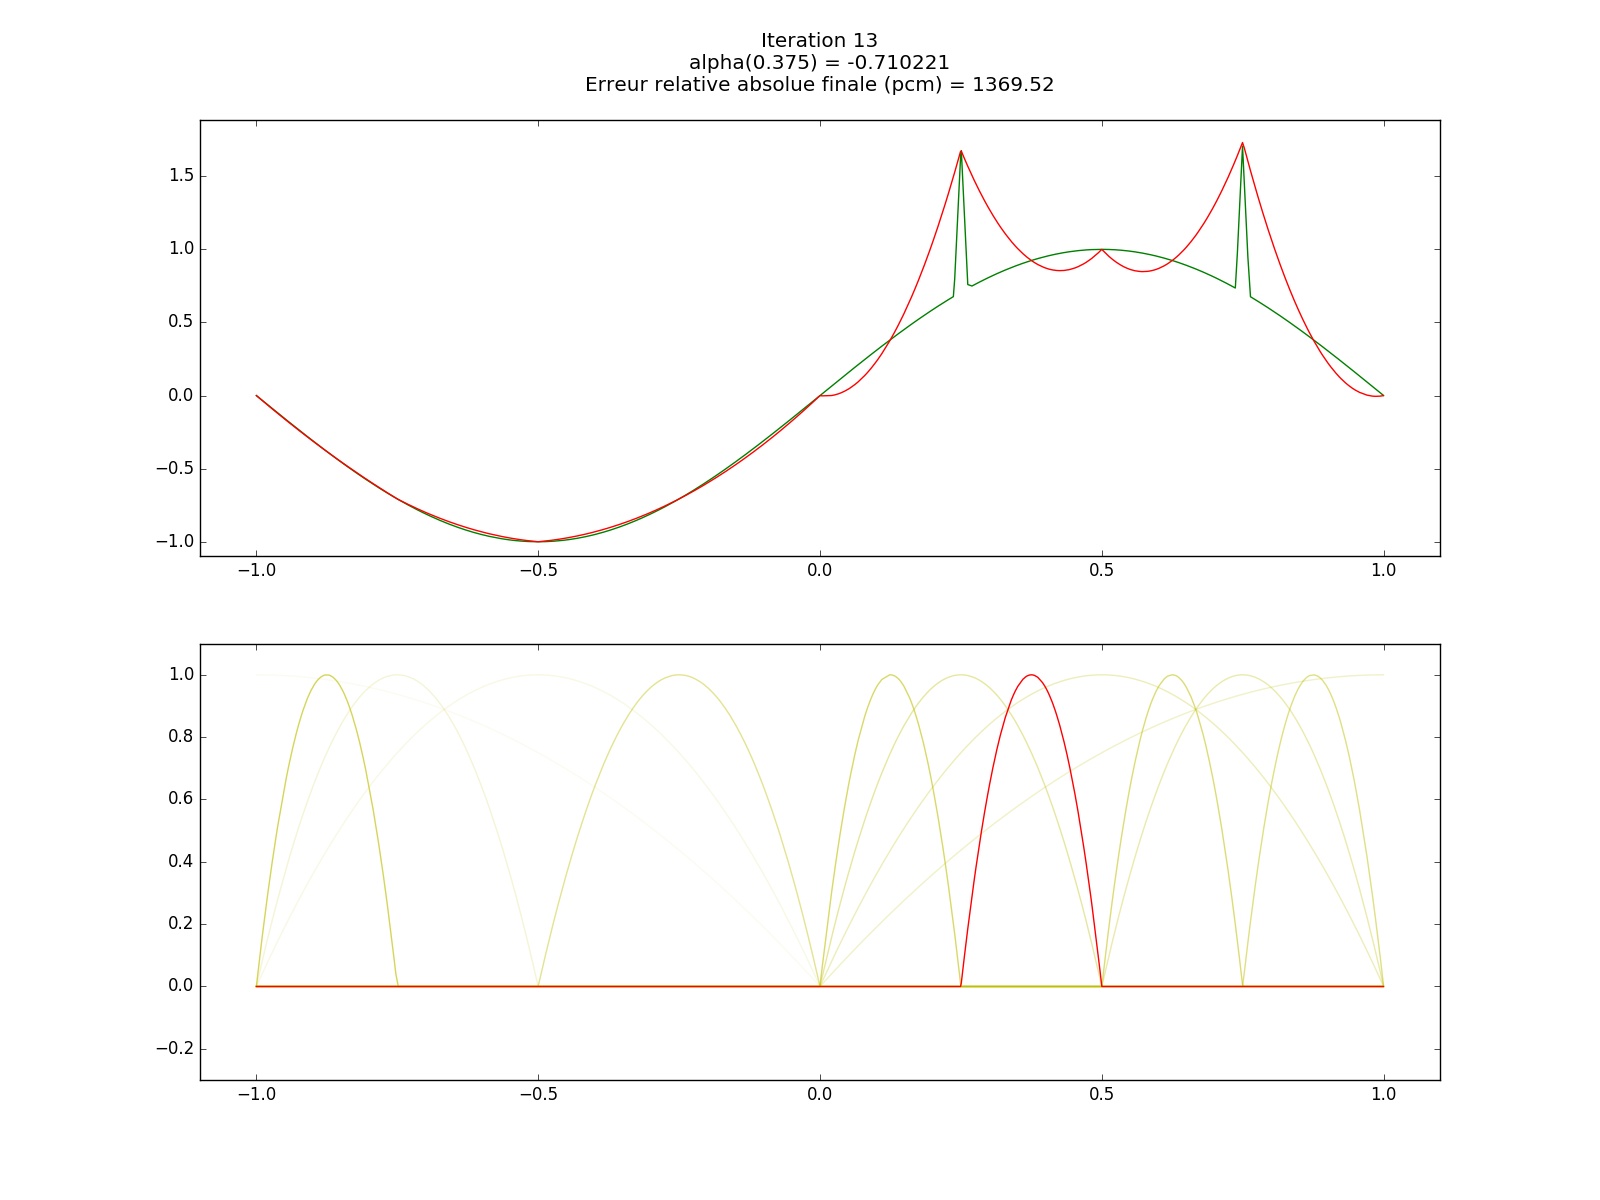 Iteration 13
alpha(0.375) = -0.710221
Erreur relative absolue finale (pcm) = 1369.52
1.5
1.0
0.5
0.0
−0.5
−1.0
−1.0 −0.5 0.0 0.5 1.0
1.0
0.8
0.6
0.4
0.2
0.0
−0.2
−1.0 −0.5 0.0 0.5 1.0